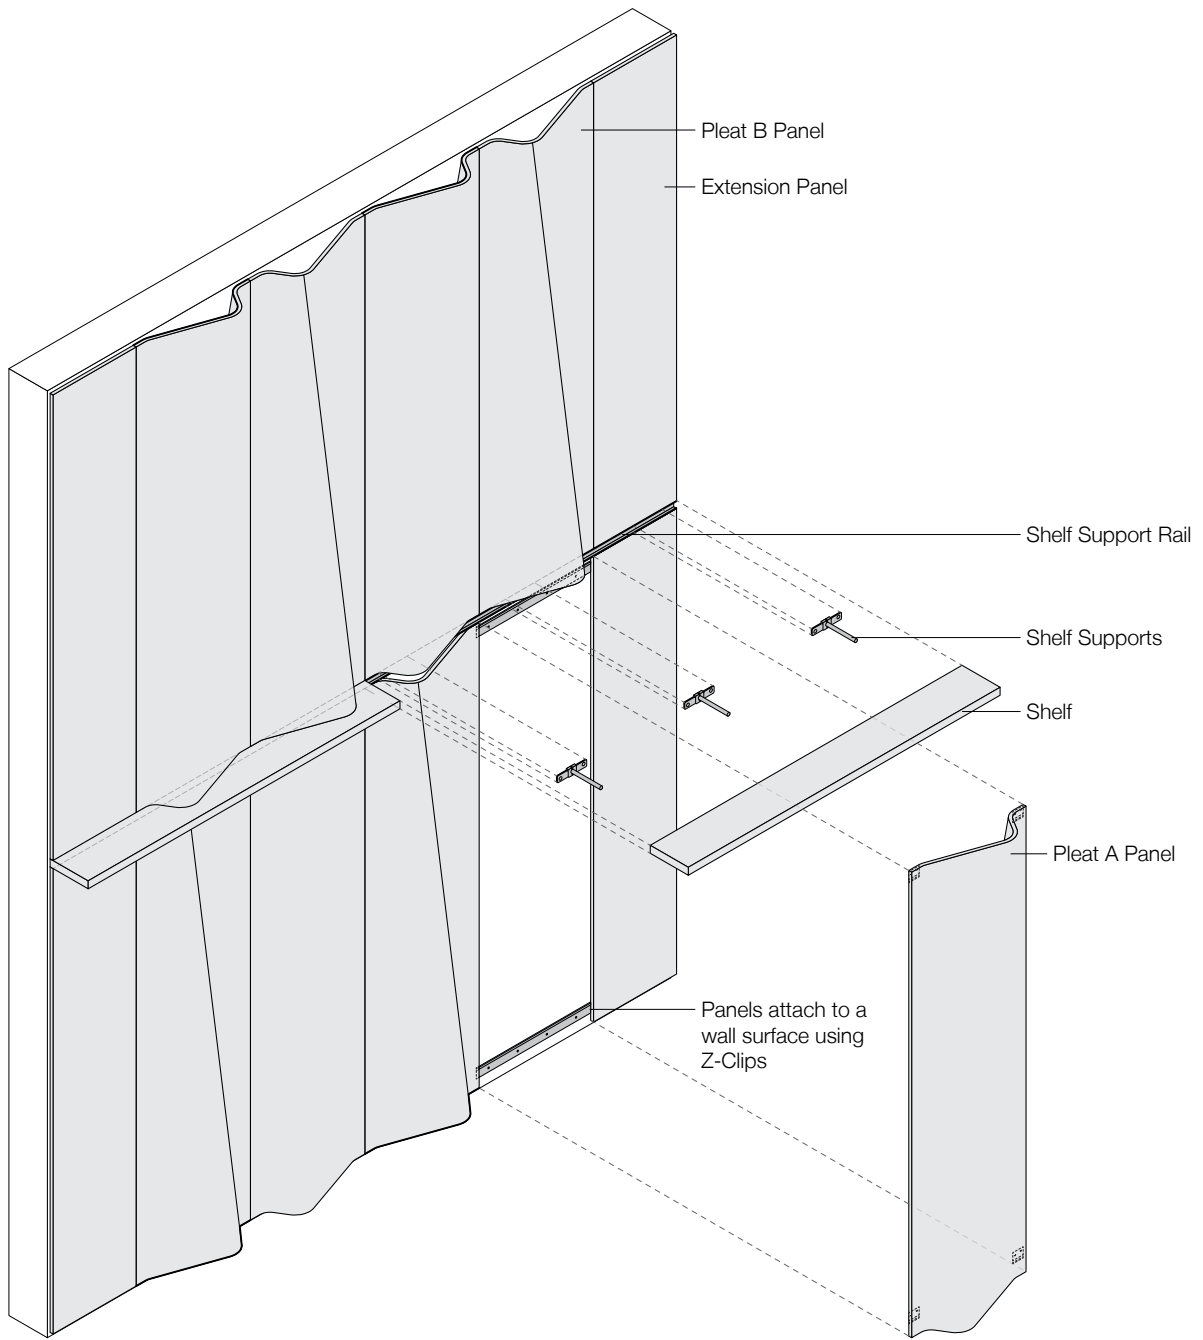 Pleat B Panel
Extension Panel
Shelf Support Rail
Shelf Supports
Shelf
Pleat A Panel
Panels attach to a
wall surface using
Z-Clips